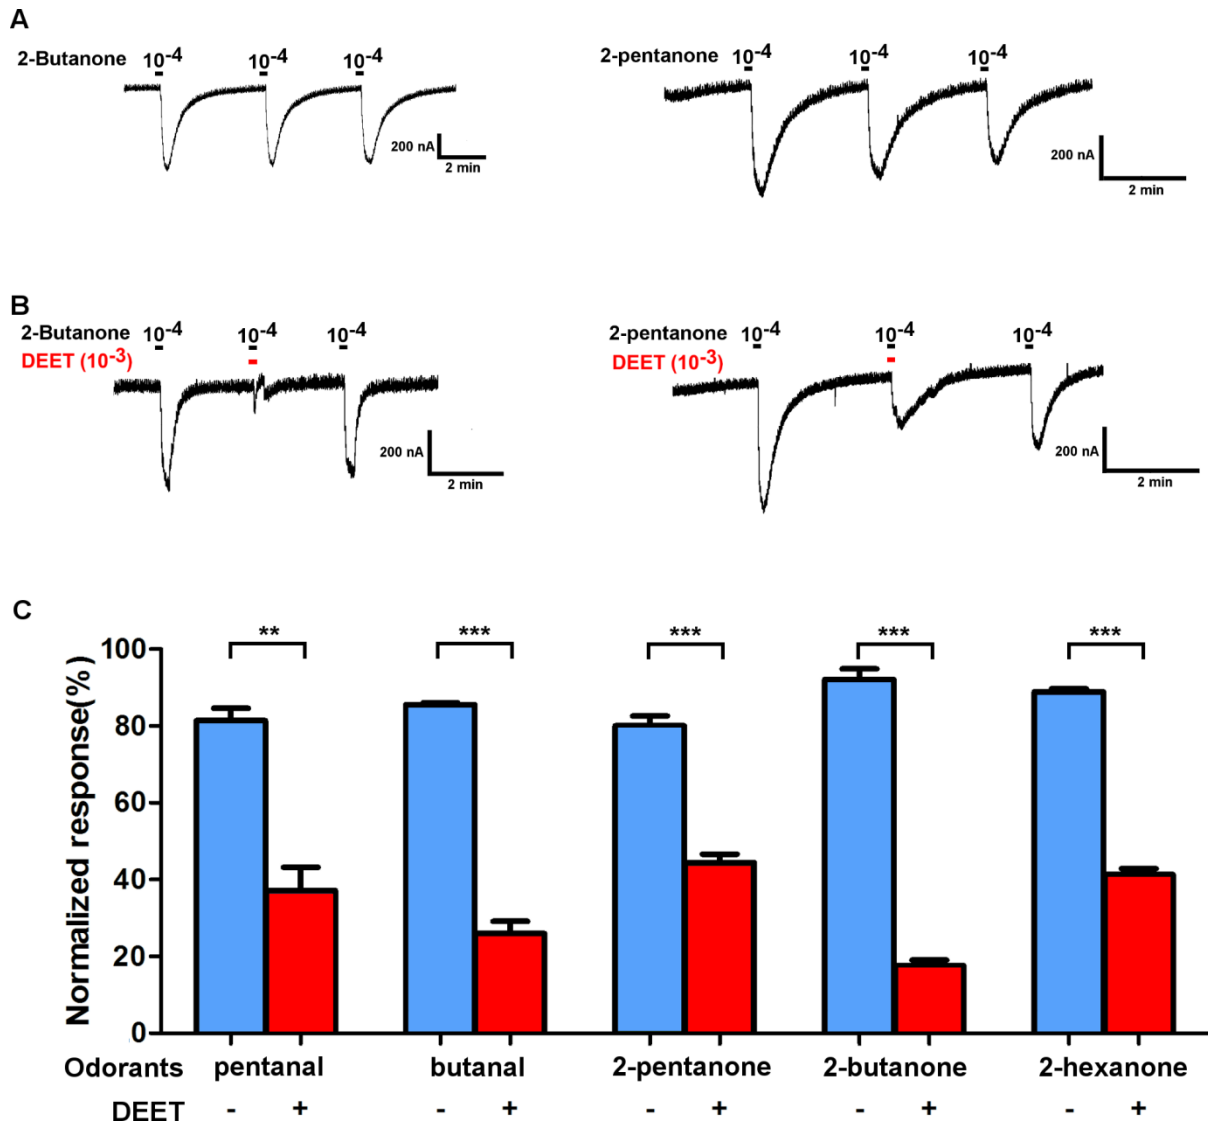 A
2-Butanone 10-4 10-4 10-4
200 nA
2 min
2-pentanone 10-4 10-4 10-4
200 nA
2 min
B
2-Butanone 10-4 10-4 10-4
DEET (10-3)
200 nA
2 min
2-pentanone 10-4 10-4 10-4
DEET (10-3)
200 nA
2 min
C
Normalized response(%)
100
80
60
40
20
0
** *** *** *** ***
Odorants pentanal butanal 2-pentanone 2-butanone 2-hexanone
DEET - + - + - + - + - +